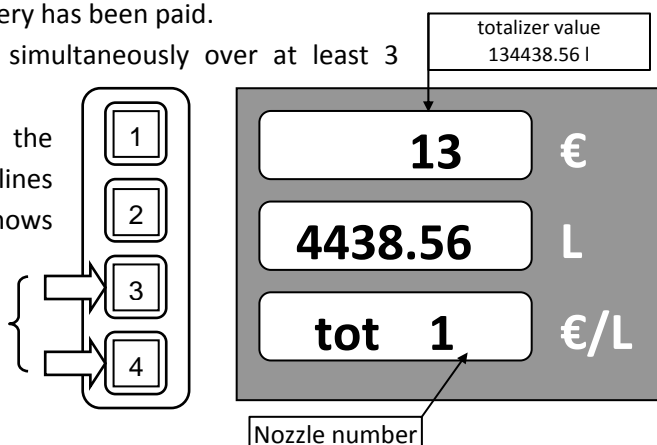 ery has been paid.
simultaneously over at least 3
the
lines
nows
totalizer value
134438.56 l
1
2
3
4
13 €
4438.56 L
tot 1 €/L
Nozzle number